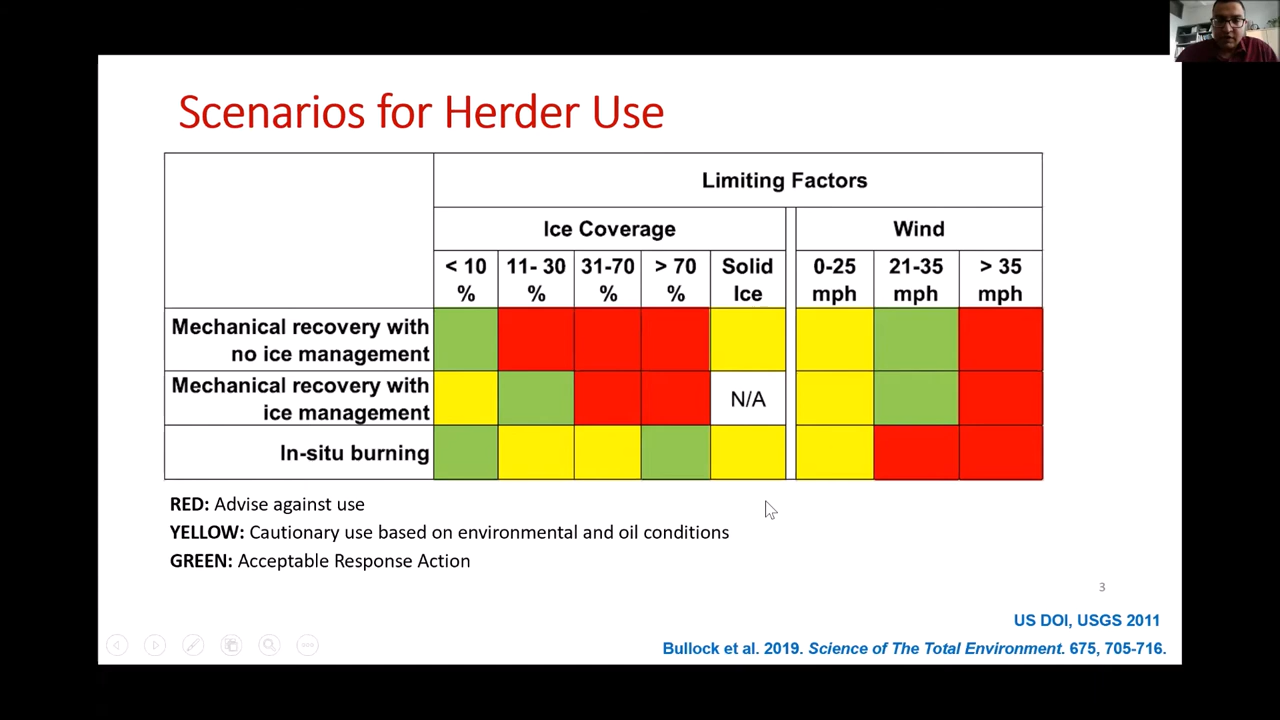 Scenarios for Herder Use
Limiting Factors
Ice Coverage
Wind
< 10 %
11- 30 %
31-70 %
> 70 %
Solid Ice
0-25 mph
21-35 mph
> 35 mph
Mechanical recovery with
no ice management
Mechanical recovery with
ice management
N/A
In-situ burning
RED: Advise against use
YELLOW: Cautionary use based on environmental and oil conditions
GREEN: Acceptable Response Action
3
US DOI, USGS 2011
Bullock et al. 2019. Science of The Total Environment. 675, 705-716.